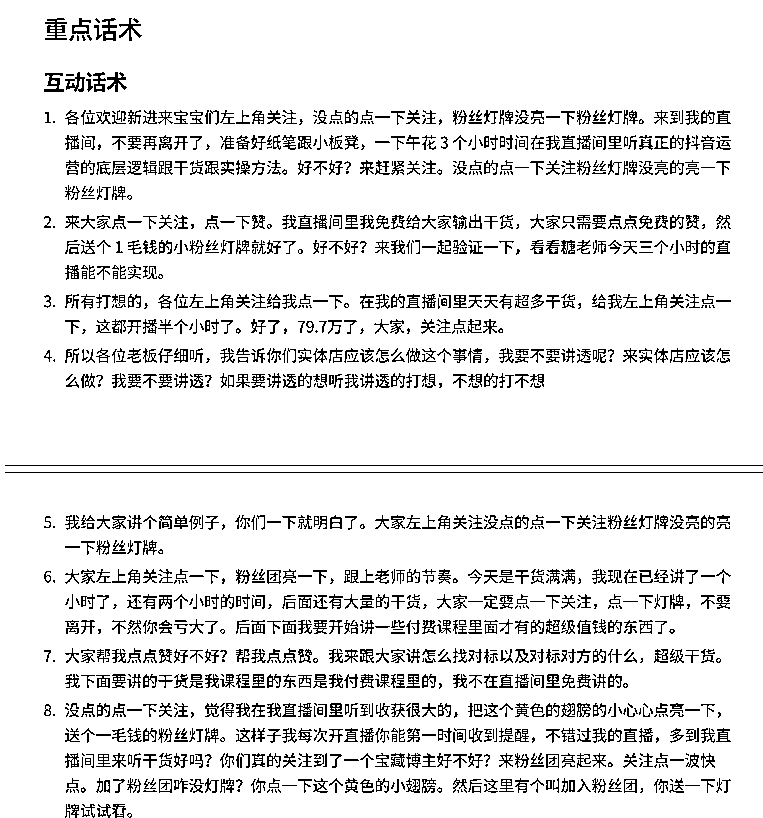 重点话术
互动话术
1. 各位欢迎新进来宝宝们左上角关注，没点的点一下关注，粉丝灯牌没亮一下粉丝灯牌。来到我的直
播间，不要再离开了，准备好纸笔跟小板凳，一下午花 3 个小时时间在我直播间里听真正的抖音运
营的底层逻辑跟干货跟实操方法。好不好？来赶紧关注。没点的点一下关注粉丝灯牌没亮的亮一下
粉丝灯牌。
2. 来大家点一下关注，点一下赞。我直播间里我免费给大家输出干货，大家只需要点点免费的赞，然
后送个 1 毛钱的小粉丝灯牌就好了。好不好？来我们一起验证一下，看看糖老师今天三个小时的直
播能不能实现。
3. 所有打想的，各位左上角关注给我点一下。在我的直播间里天天有超多干货，给我左上角关注点一
下，这都开播半个小时了。好了，79.7万了，大家，关注点起来。
4. 所以各位老板仔细听，我告诉你们实体店应该怎么做这个事情，我要不要讲透呢？来实体店应该怎
么做？我要不要讲透？如果要讲透的想听我讲透的打想，不想的打不想
5. 我给大家讲个简单例子，你们一下就明白了。大家左上角关注没点的点一下关注粉丝灯牌没亮的亮
一下粉丝灯牌。
6. 大家左上角关注点一下，粉丝团亮一下，跟上老师的节奏。今天是干货满满，我现在已经讲了一个
小时了，还有两个小时的时间，后面还有大量的干货，大家一定要点一下关注，点一下灯牌，不要
离开，不然你会亏大了。后面下面我要开始讲一些付费课程里面才有的超级值钱的东西了。
7. 大家帮我点点赞好不好？帮我点点赞。我来跟大家讲怎么找对标以及对标对方的什么，超级干货。
我下面要讲的干货是我课程里的东西是我付费课程里的，我不在直播间里免费讲的。
8. 没点的点一下关注，觉得我在我直播间里听到收获很大的，把这个黄色的翅膀的小心心点亮一下，
送个一毛钱的粉丝灯牌。这样子我每次开直播你能第一时间收到提醒，不错过我的直播，多到我直
播间里来听干货好吗？你们真的关注到了一个宝藏博主好不好？来粉丝团亮起来。关注点一波快
点。加了粉丝团咋没灯牌？你点一下这个黄色的小翅膀。然后这里有个叫加入粉丝团，你送一下灯
牌试试看。